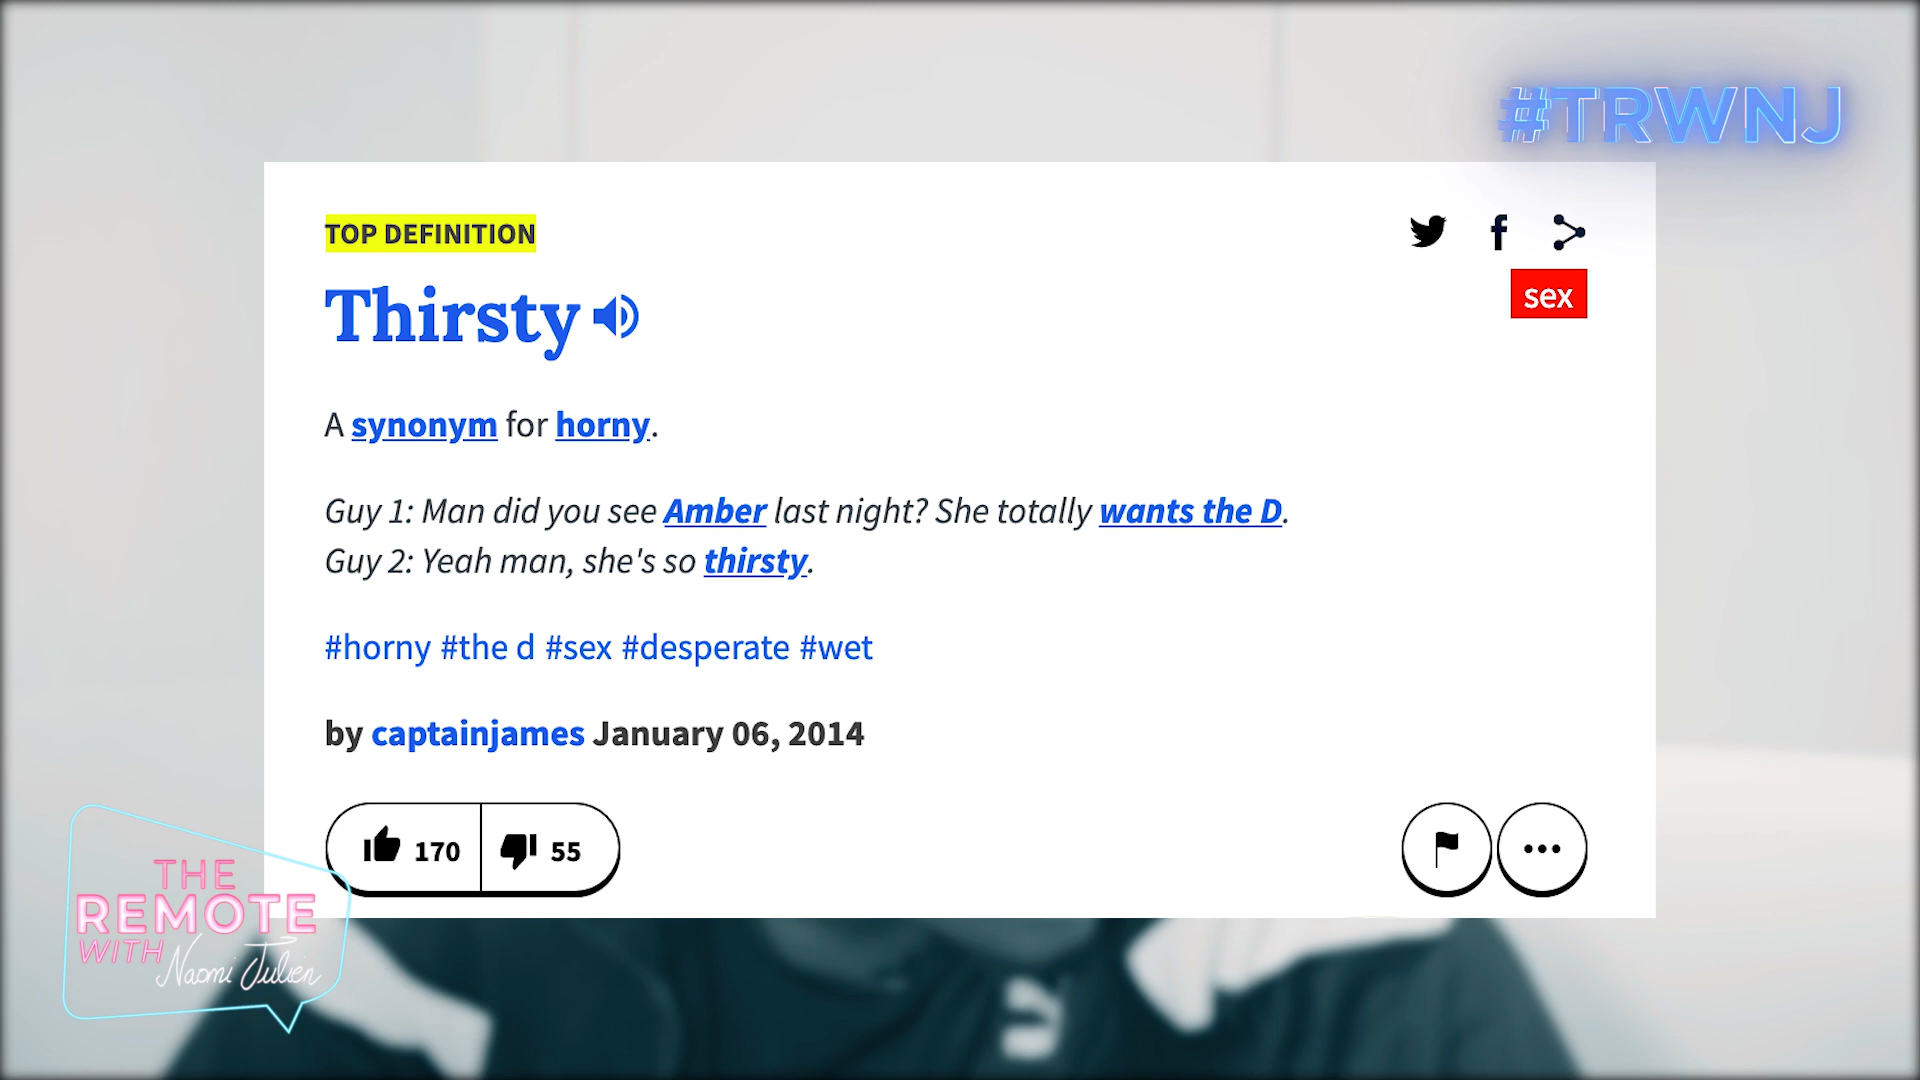 #TRWNJ
TOP DEFINITION
Thirsty
sex
A synonym for horny.
Guy 1: Man did you see Amber last night? She totally wants the D.
Guy 2: Yeah man, she's so thirsty.
#horny #the d #sex #desperate #wet
by captainjames January 06, 2014
170 55
THE
REMOTE
WITH Naomi Julien